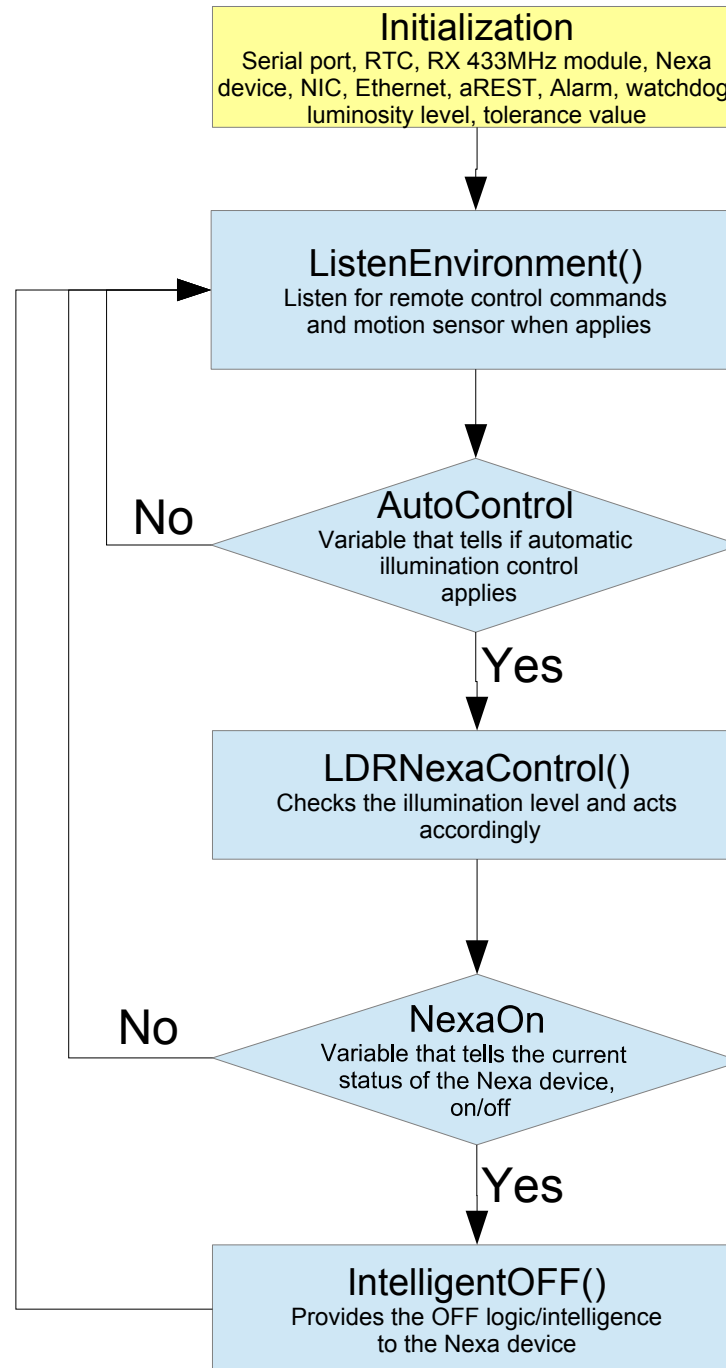 Initialization
Serial port, RTC, RX 433MHz module, Nexa
device, NIC, Ethernet, aREST, Alarm, watchdog
luminosity level, tolerance value
ListenEnvironment()
Listen for remote control commands
and motion sensor when applies
No
AutoControl
Variable that tells if automatic
illumination control
applies
Yes
LDRNexaControl()
Checks the illumination level and acts
accordingly
No
NexaOn
Variable that tells the current
status of the Nexa device,
on/off
Yes
IntelligentOFF()
Provides the OFF logic/intelligence
to the Nexa device